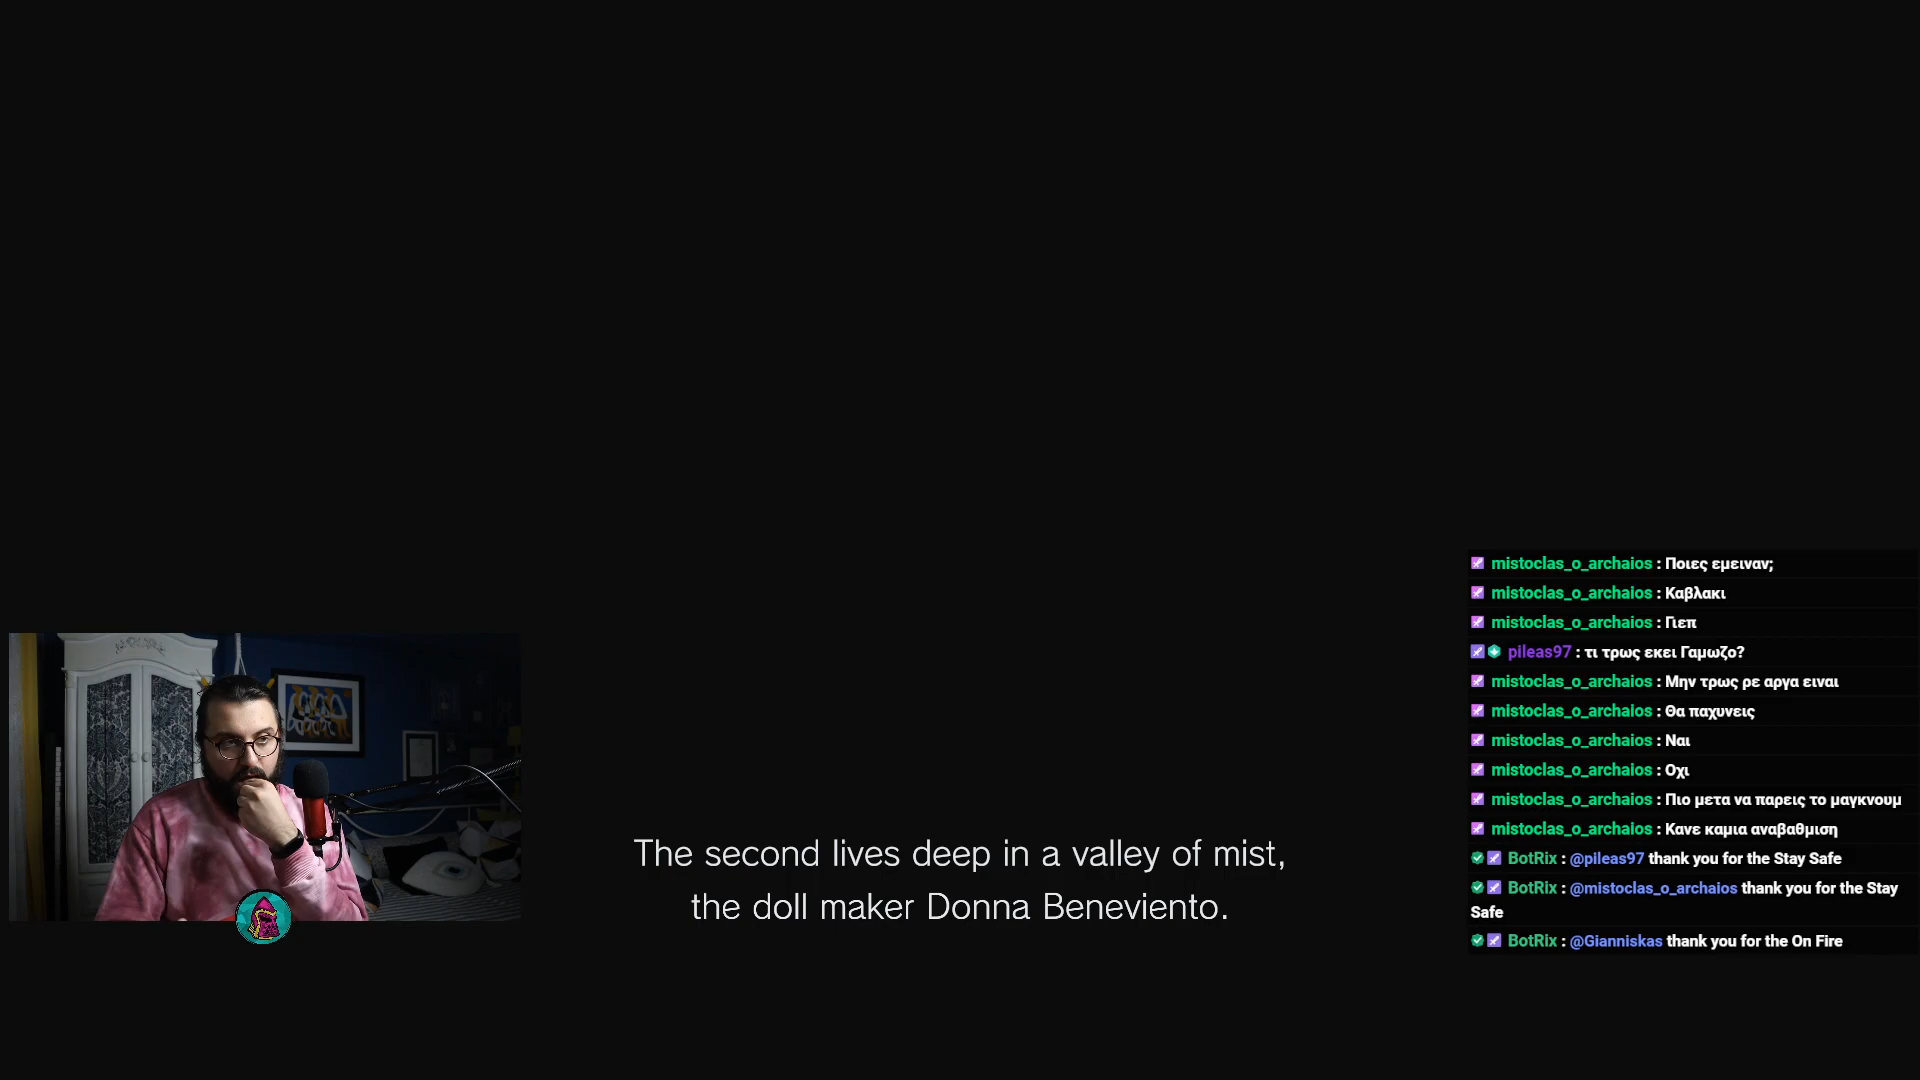 The second lives deep in a valley of mist,
the doll maker Donna Beneviento.
mistoclas_o_archaios : Ποιες εμειναν;
mistoclas_o_archaios : Καβλακι
mistoclas_o_archaios : Γιεπ
pileas97 : τι τρως εκει Γαμωζο?
mistoclas_o_archaios : Μην τρως ρε αργα ειναι
mistoclas_o_archaios : Θα παχυνεις
mistoclas_o_archaios : Ναι
mistoclas_o_archaios : Οχι
mistoclas_o_archaios : Πιο μετα να παρεις το μαγκνουμ
mistoclas_o_archaios : Κανε καμια αναβαθμιση
BotRix : @pileas97 thank you for the Stay Safe
BotRix : @mistoclas_o_archaios thank you for the Stay
Safe
BotRix : @Gianniskas thank you for the On Fire